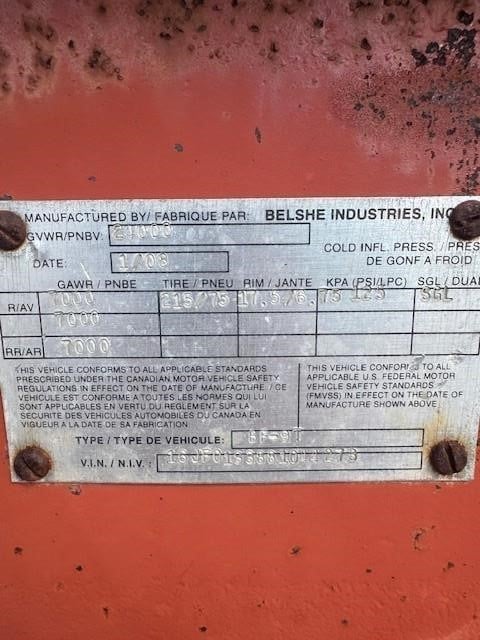 MANUFACTURED BY/ FABRIQUE PAR: BELSHE INDUSTRIES, INC
GVWR/PNBV: 21000
COLD INFL. PRESS. / PRES
DE GONF A FROID
DATE: 1/08
GAWR / PNBE TIRE / PNEU RIM / JANTE KPA (PSI/LPC) SGL / DUAL
R/AV 7000 215/75 17.5/6.75 125 SGL
7000
RR/AR 7000
THIS VEHICLE CONFORMS TO ALL APPLICABLE STANDARDS
PRESCRIBED UNDER THE CANADIAN MOTOR VEHICLE SAFETY
REGULATIONS IN EFFECT ON THE DATE OF MANUFACTURE. / CE
VEHICULE EST CONFORME A TOUTES LES NORMES QUI LUI
SONT APPLICABLES EN VERTU DU REGLEMENT SUR LA
SECURITE DES VEHICULES AUTOMOBILES DU CANADA EN
VIGUEUR A LA DATE DE SA FABRICATION
THIS VEHICLE CONFORMS TO ALL
APPLICABLE U.S. FEDERAL MOTOR
VEHICLE SAFETY STANDARDS
(FMVSS) IN EFFECT ON THE DATE OF
MANUFACTURE SHOWN ABOVE
TYPE / TYPE DE VEHICULE:
V.I.N. / N.I.V. :